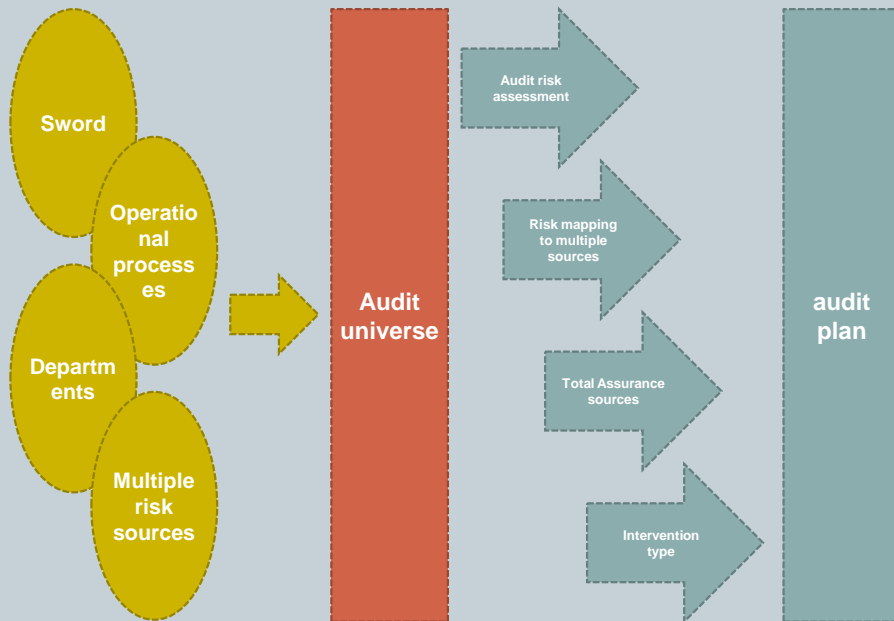 Sword
Operatio
nal
process
es
Departm
ents
Multiple
risk
sources
Audit
universe
Audit risk
assessment
Risk mapping
to multiple
sources
Total Assurance
sources
Intervention
type
audit
plan